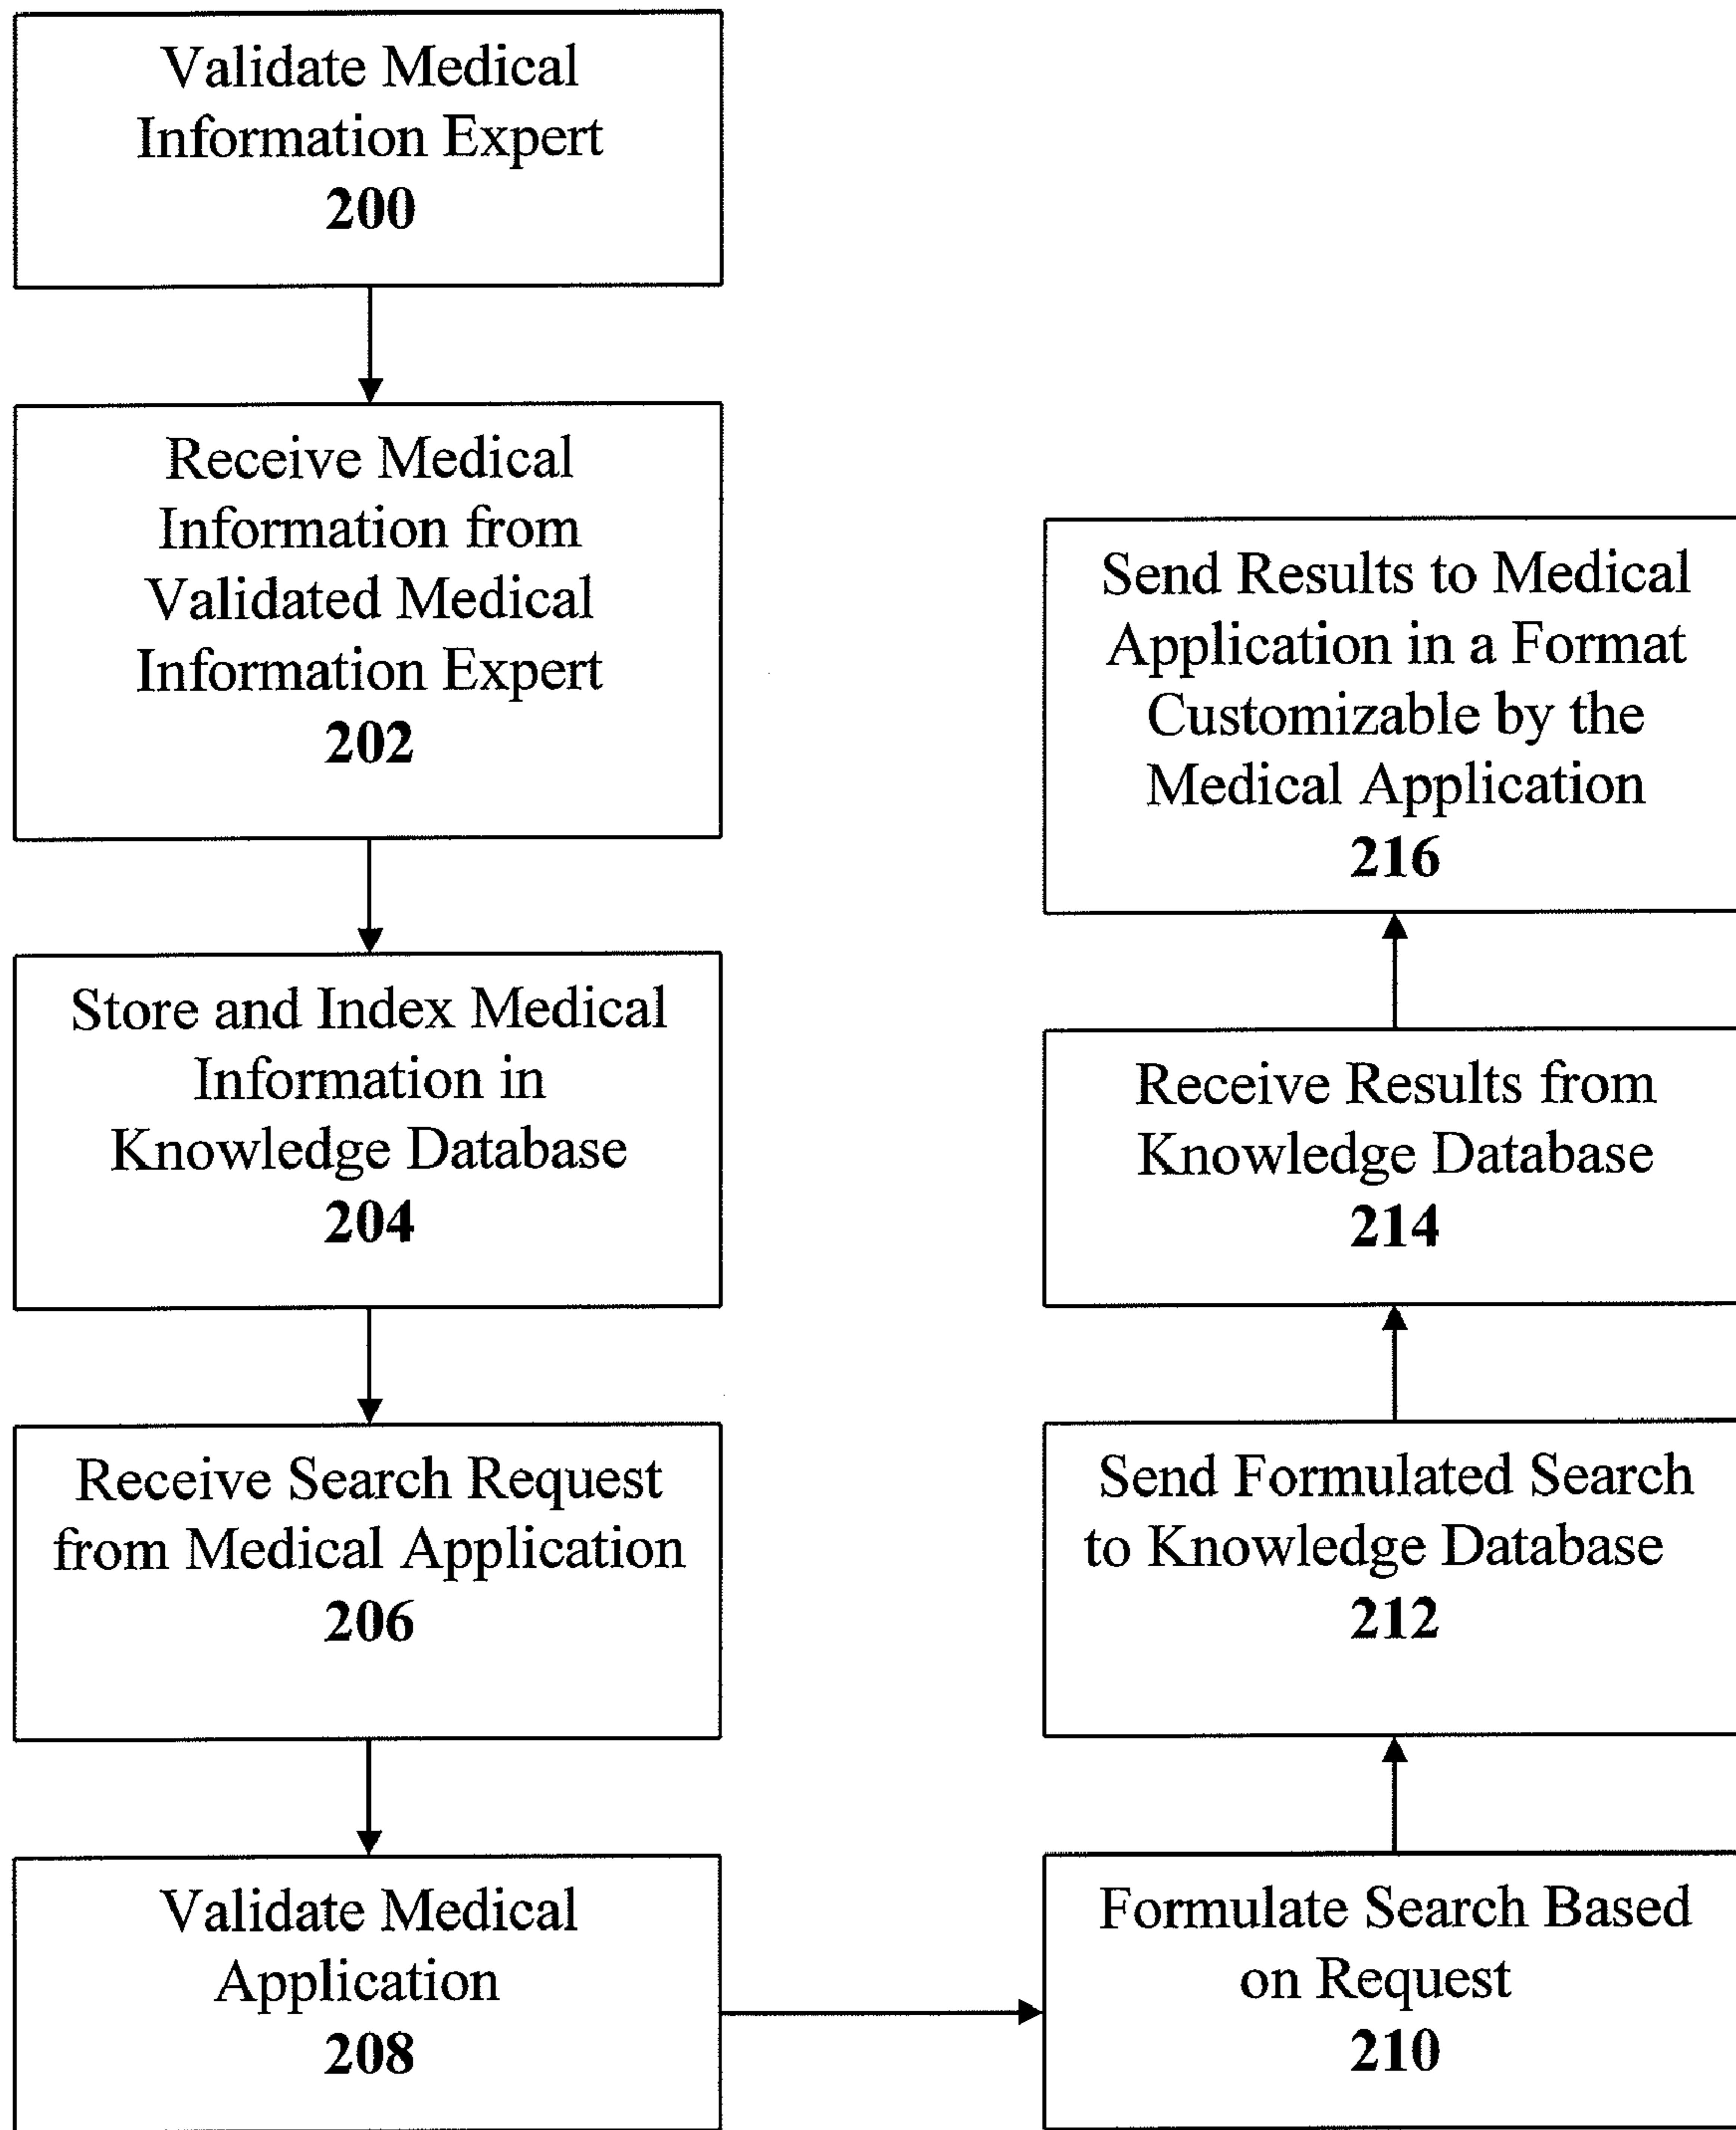 Validate Medical
Information Expert
200
Receive Medical
Information from
Validated Medical
Information Expert
202
Store and Index Medical
Information in
Knowledge Database
204
Receive Search Request
from Medical Application
206
Validate Medical
Application
208
Formulate Search Based
on Request
210
Send Formulated Search
to Knowledge Database
212
Receive Results from
Knowledge Database
214
Send Results to Medical
Application in a Format
Customizable by the
Medical Application
216